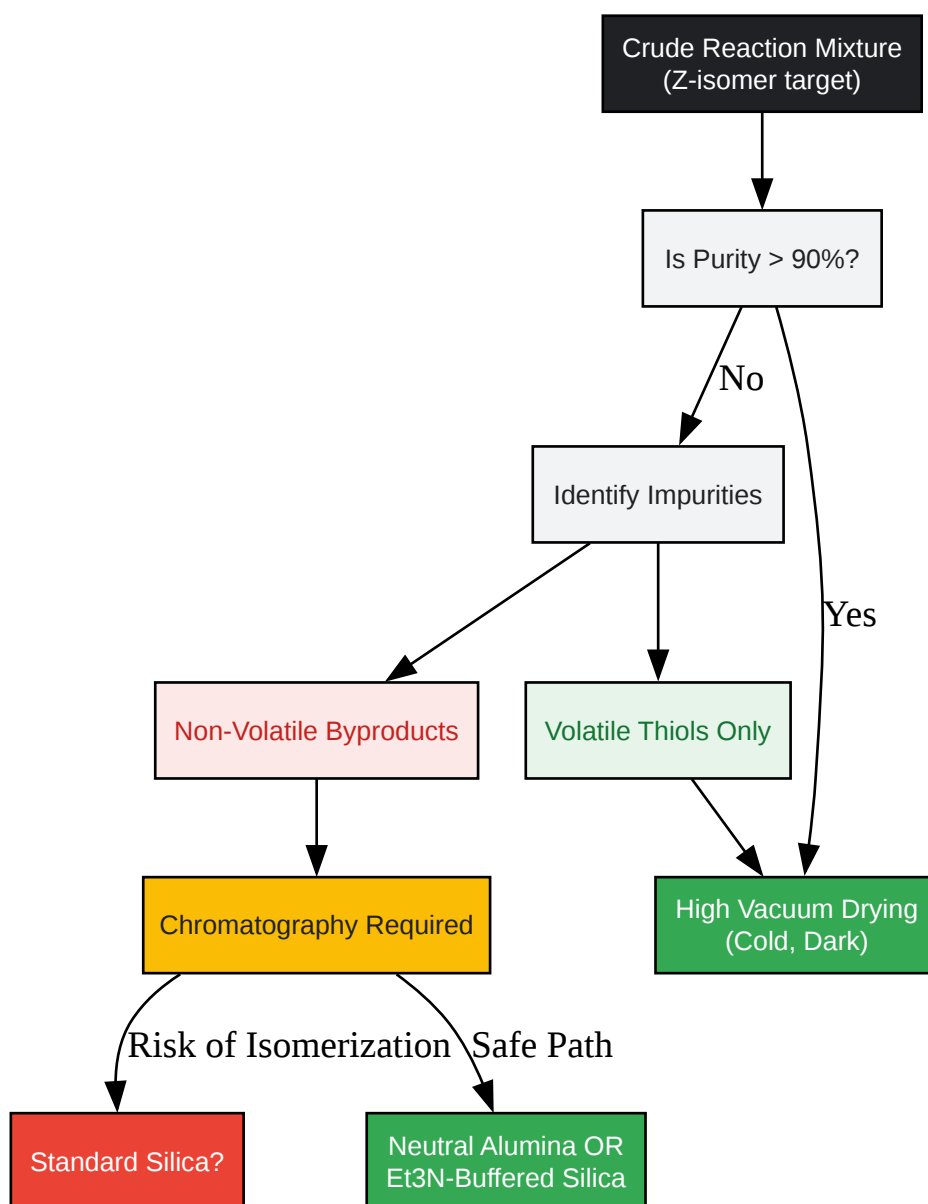 Crude Reaction Mixture
(Z-isomer target)
Is Purity > 90%?
No
Identify Impurities
Yes
Non-Volatile Byproducts
Volatile Thiols Only
Chromatography Required
High Vacuum Drying
(Cold, Dark)
Risk of Isomerization
Safe Path
Standard Silica?
Neutral Alumina OR
Et3N-Buffered Silica